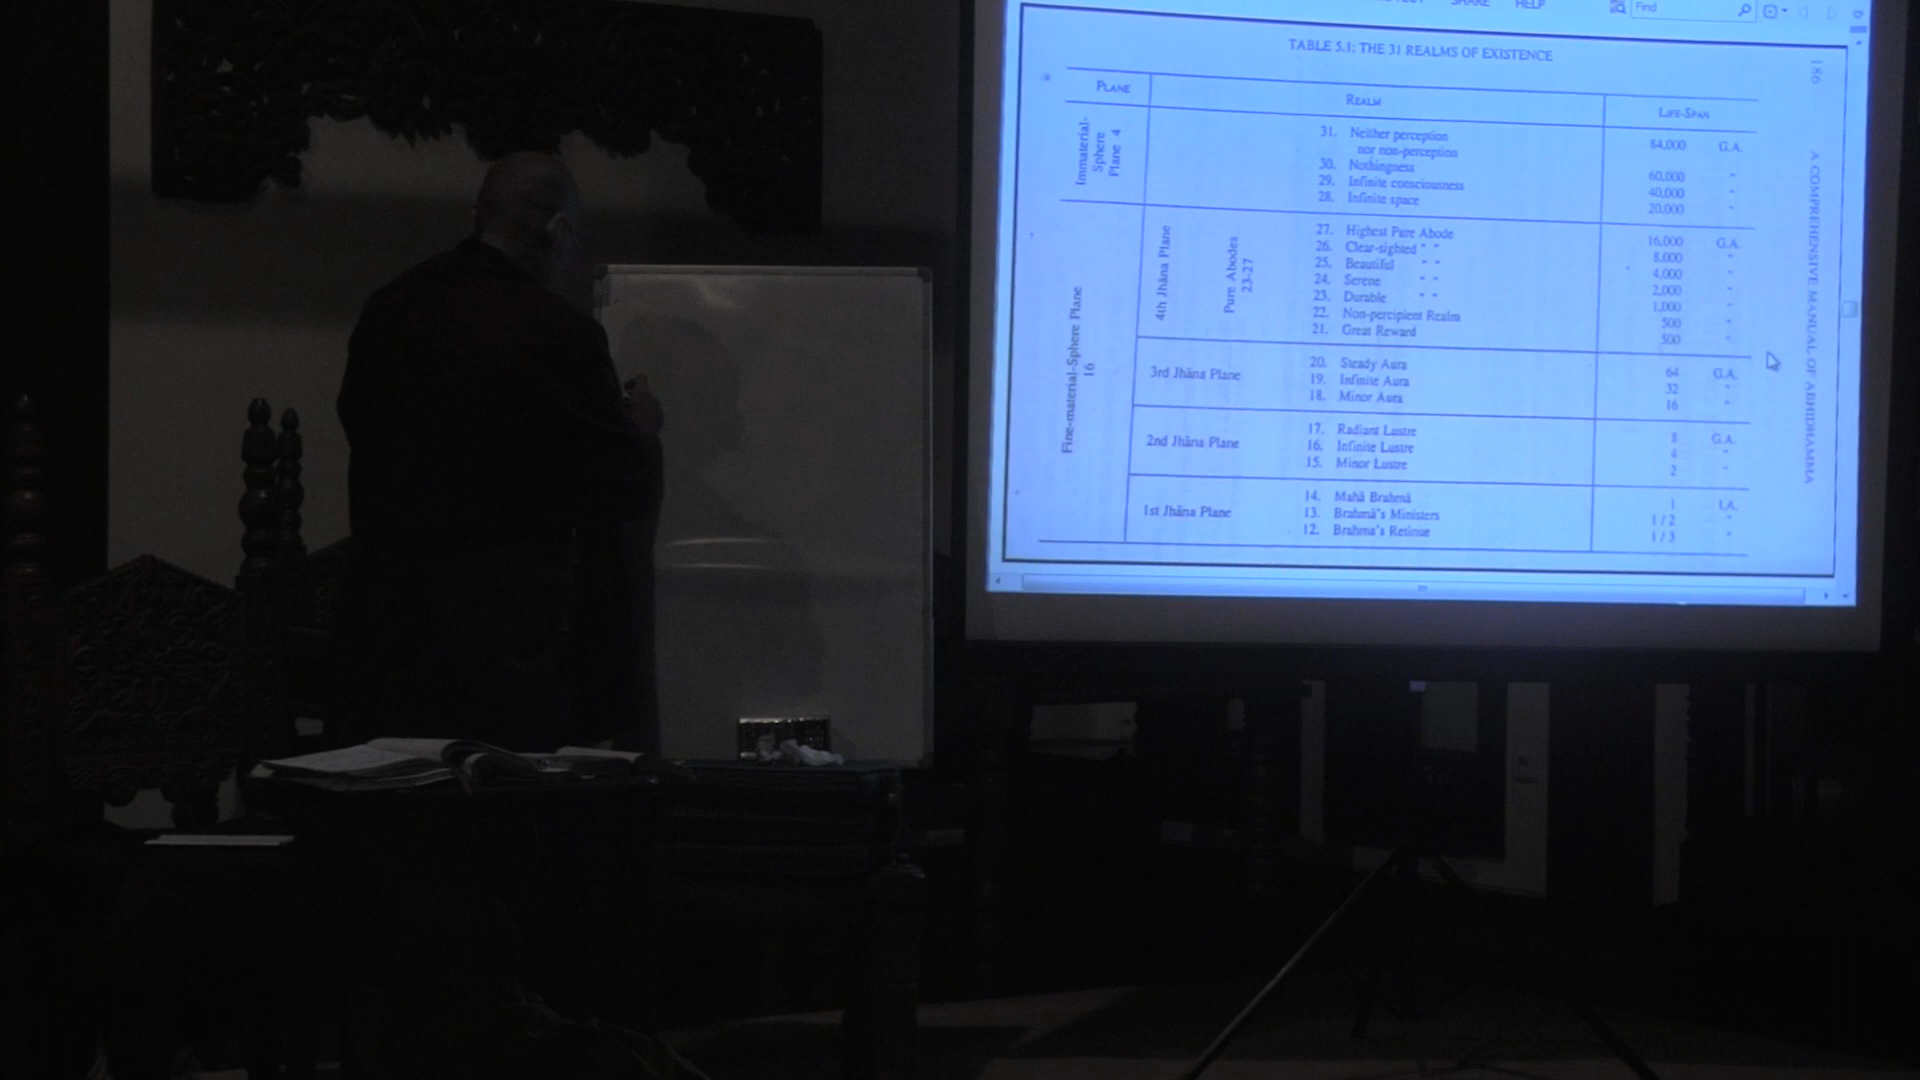 SHARE HELP Find
TABLE 5.1: THE 31 REALMS OF EXISTENCE
186
PLANE REALM LIFE-SPAN
Immaterial-Sphere Plane 4
31. Neither perception nor non-perception 84,000 G.A.
30. Nothingness 60,000 "
29. Infinite consciousness 40,000 "
28. Infinite space 20,000 "
Fine-material-Sphere Plane 16
4th Jhāna Plane
Pure Abodes 23-27
27. Highest Pure Abode 16,000 G.A.
26. Clear-sighted " " 8,000 "
25. Beautiful " " 4,000 "
24. Serene " " 2,000 "
23. Durable " " 1,000 "
22. Non-percipient Realm 500 "
21. Great Reward 500 "
3rd Jhāna Plane
20. Steady Aura 64 G.A.
19. Infinite Aura 32 "
18. Minor Aura 16 "
2nd Jhāna Plane
17. Radiant Lustre 8 G.A.
16. Infinite Lustre 4 "
15. Minor Lustre 2 "
1st Jhāna Plane
14. Mahā Brahmā 1 I.A.
13. Brahmā's Ministers 1/2 "
12. Brahma's Retinue 1/3 "
A COMPREHENSIVE MANUAL OF ABHIDHAMMA